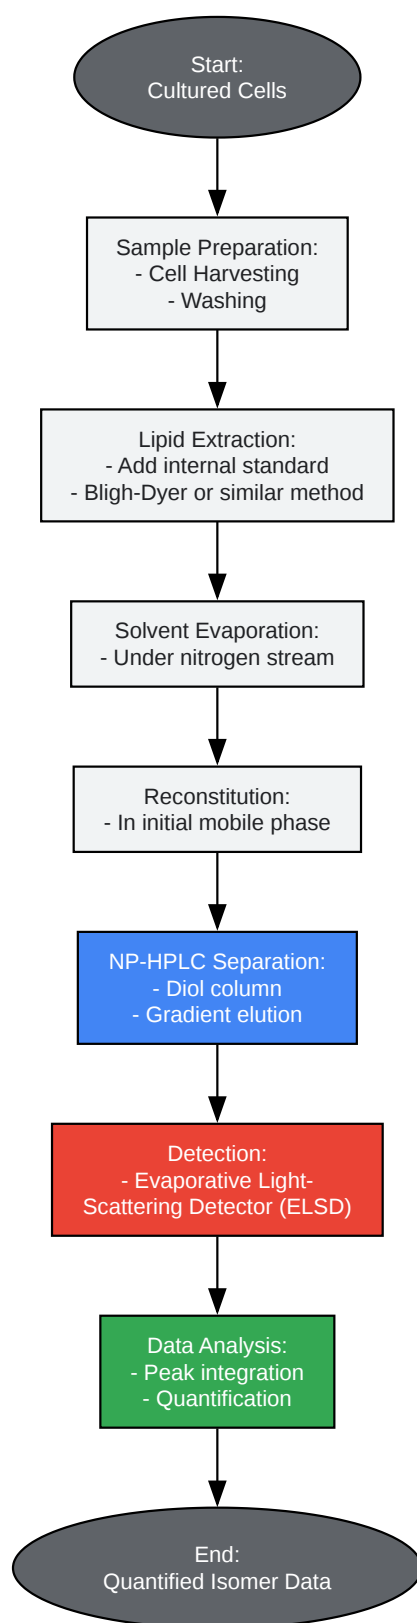 Start:
Cultured Cells
Sample Preparation:
- Cell Harvesting
- Washing
Lipid Extraction:
- Add internal standard
- Bligh-Dyer or similar method
Solvent Evaporation:
- Under nitrogen stream
Reconstitution:
- In initial mobile phase
NP-HPLC Separation:
- Diol column
- Gradient elution
Detection:
- Evaporative Light-
Scattering Detector (ELSD)
Data Analysis:
- Peak integration
- Quantification
End:
Quantified Isomer Data